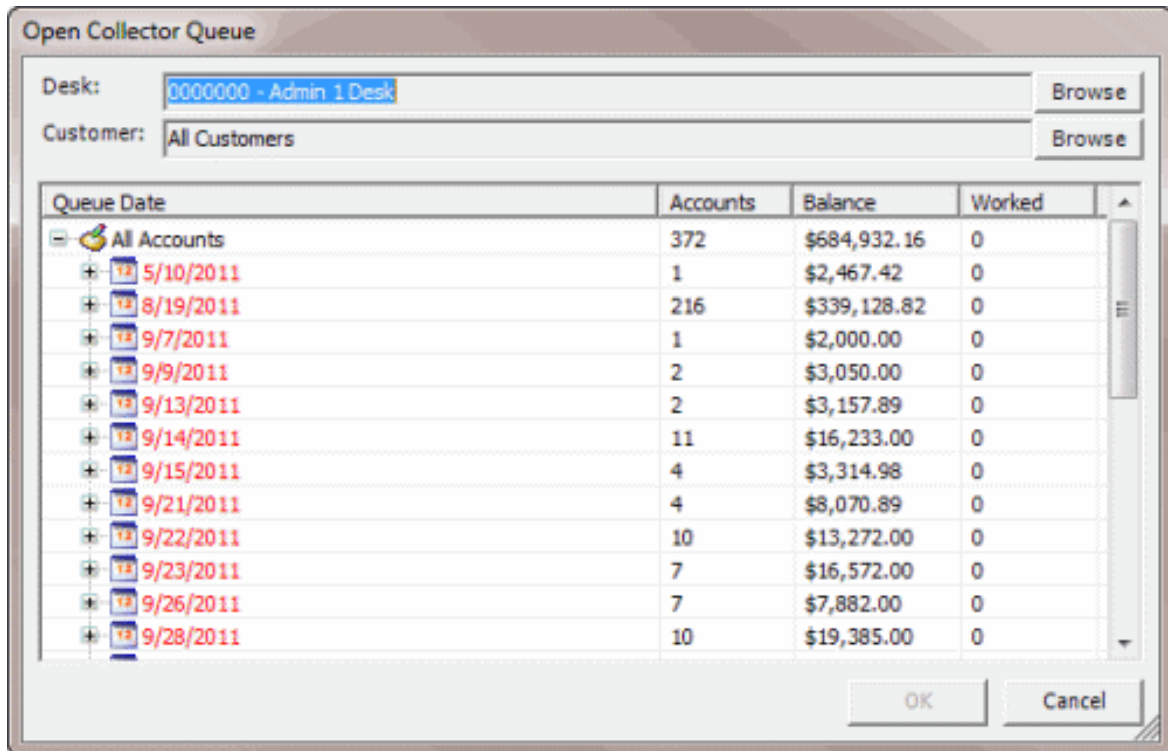 Open Collector Queue
Desk: 0000000 - Admin 1 Desk Browse
Customer: All Customers Browse
Queue Date Accounts Balance Worked
All Accounts 372 $684,932.16 0
5/10/2011 1 $2,467.42 0
8/19/2011 216 $339,128.82 0
9/7/2011 1 $2,000.00 0
9/9/2011 2 $3,050.00 0
9/13/2011 2 $3,157.89 0
9/14/2011 11 $16,233.00 0
9/15/2011 4 $3,314.98 0
9/21/2011 4 $8,070.89 0
9/22/2011 10 $13,272.00 0
9/23/2011 7 $16,572.00 0
9/26/2011 7 $7,882.00 0
9/28/2011 10 $19,385.00 0
OK Cancel